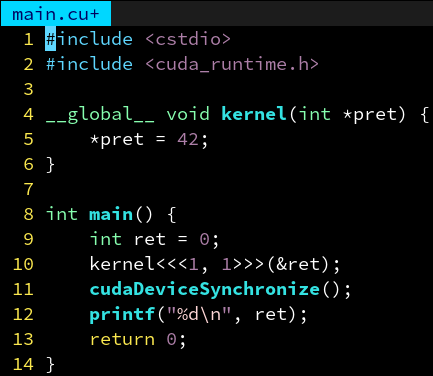 main.cu+
1 #include <cstdio>
2 #include <cuda_runtime.h>
3
4 __global__ void kernel(int *pret) {
5     *pret = 42;
6 }
7
8 int main() {
9     int ret = 0;
10     kernel<<<1, 1>>>(&ret);
11     cudaDeviceSynchronize();
12     printf("%d\n", ret);
13     return 0;
14 }